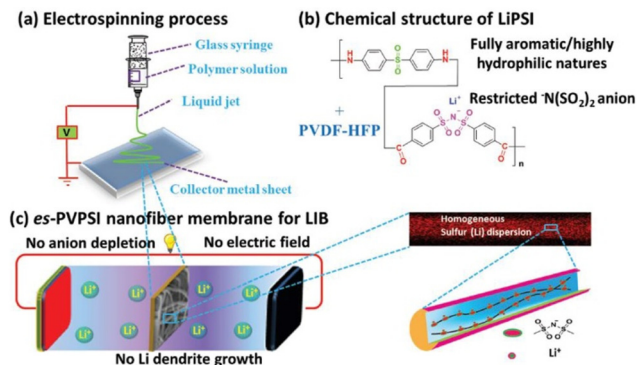 (a) Electrospinning process
Glass syringe
Polymer solution
Liquid jet
V
Collector metal sheet
(b) Chemical structure of LiPSI
Fully aromatic/highly
hydrophilic natures
H
N
O
S
O
H
N
Li⁺
Restricted ⁻N(SO₂)₂ anion
+
PVDF-HFP
O O N⁻ O O
S S
C
O
C
O
n
(c) es-PVPSI nanofiber membrane for LIB
No anion depletion
No electric field
Li⁺ Li⁺ Li⁺ Li⁺
Li⁺ Li⁺ Li⁺ Li⁺
No Li dendrite growth
Homogeneous
Sulfur (Li) dispersion
O O N⁻ O O
S S
Li⁺